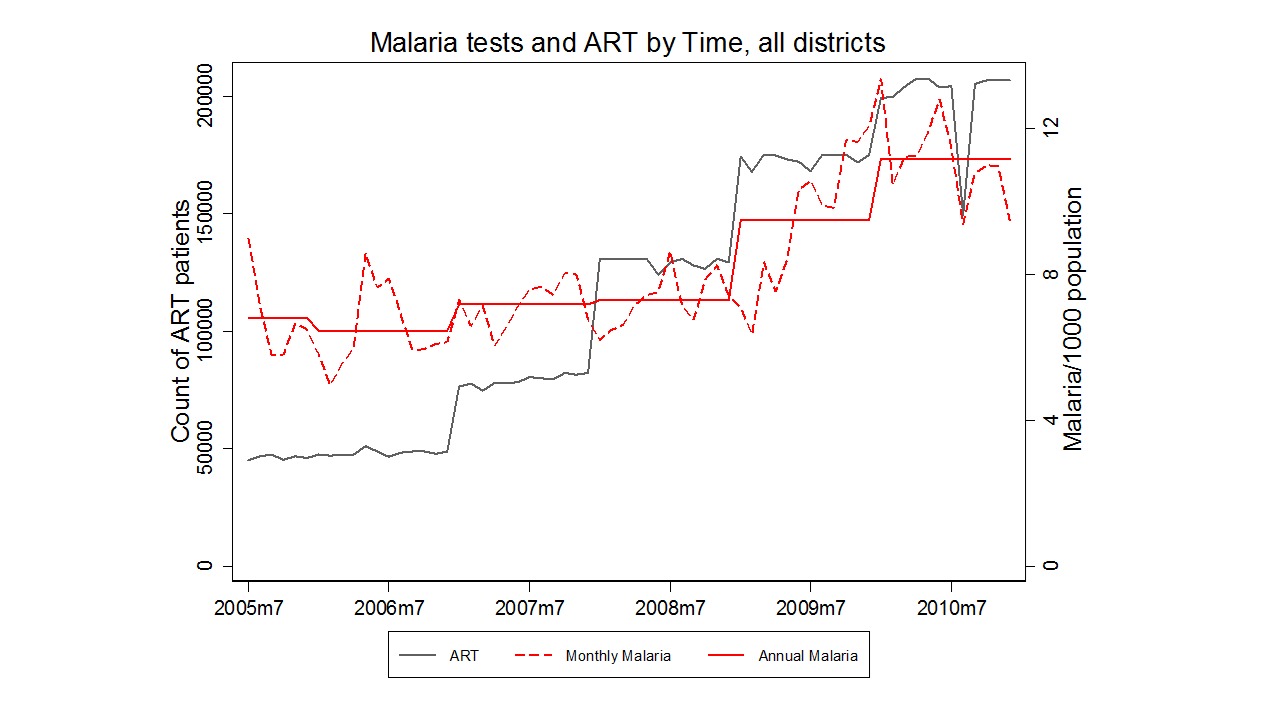 Malaria tests and ART by Time, all districts
Count of ART patients
200000
150000
100000
50000
0
12
8
4
0
Malaria/1000 population
2005m7 2006m7 2007m7 2008m7 2009m7 2010m7
ART Monthly Malaria Annual Malaria